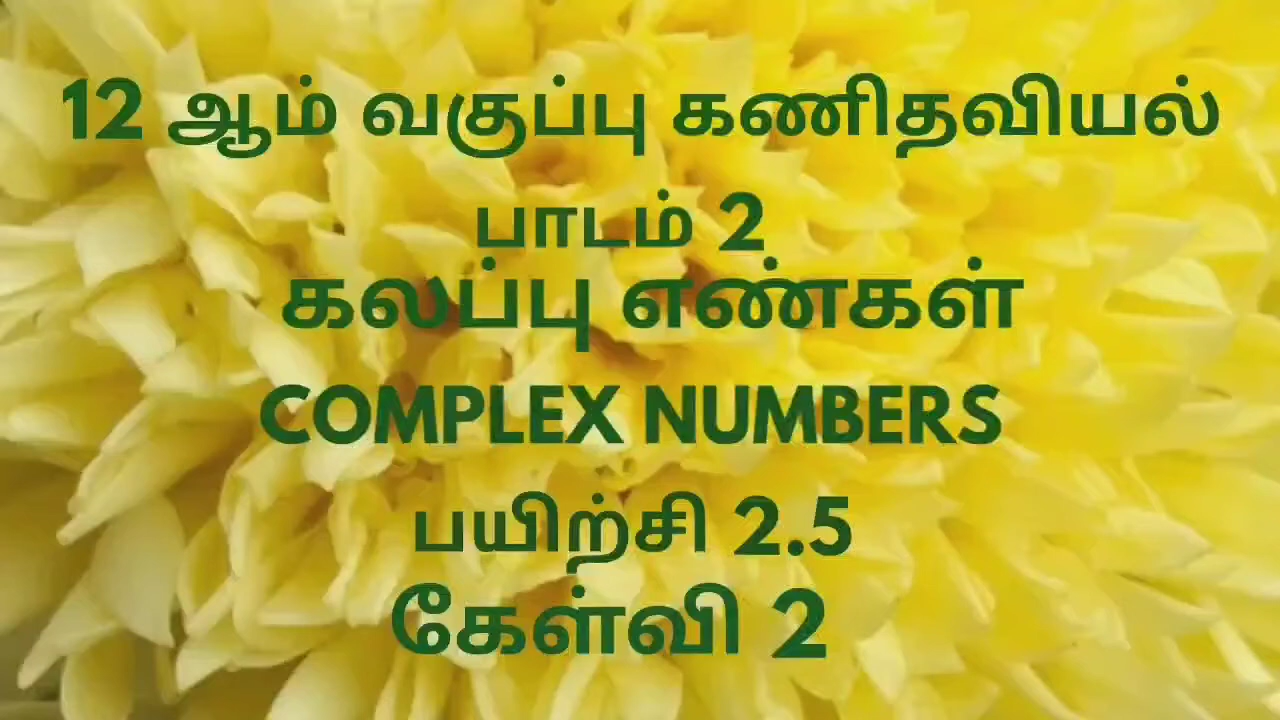 12 ஆம் வகுப்பு கணிதவியல்
பாடம் 2
கலப்பு எண்கள்
COMPLEX NUMBERS
பயிற்சி 2.5
கேள்வி 2